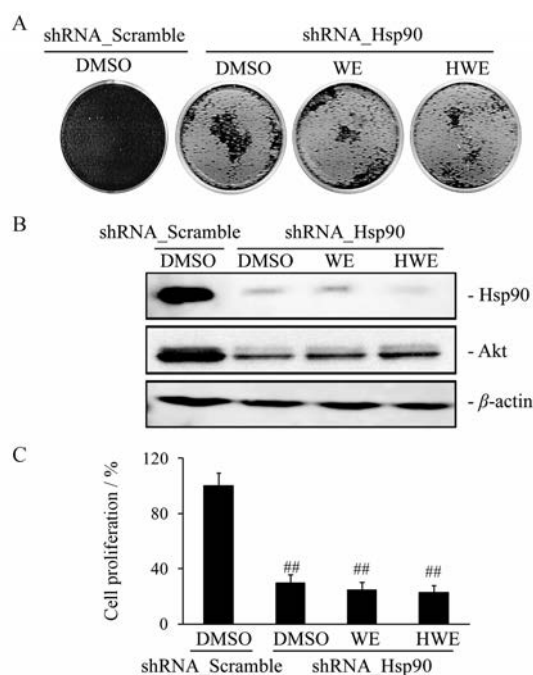 A
shRNA_Scramble shRNA_Hsp90
DMSO DMSO WE HWE
B
shRNA_Scramble shRNA_Hsp90
DMSO DMSO WE HWE
- Hsp90
- Akt
- β-actin
C
Cell proliferation / %
120
80
40
0
## ## ##
DMSO DMSO WE HWE
shRNA_Scramble shRNA_Hsp90